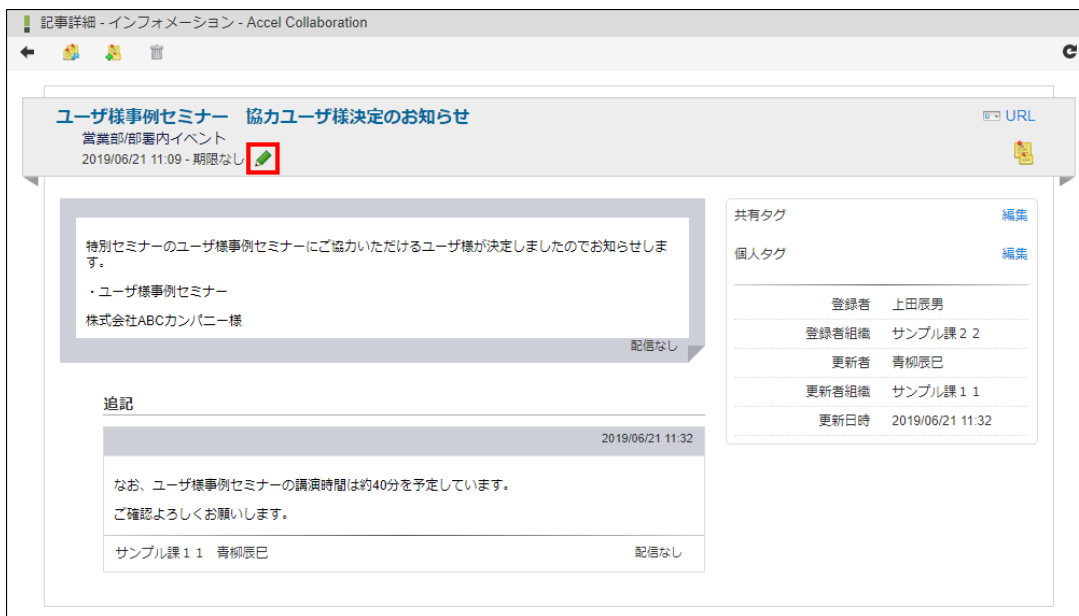 記事詳細 - インフォメーション - Accel Collaboration
ユーザ様事例セミナー　協力ユーザ様決定のお知らせ
URL
営業部/部署内イベント
2019/06/21 11:09 - 期限なし
特別セミナーのユーザ様事例セミナーにご協力いただけるユーザ様が決定しましたのでお知らせしま
す。
・ユーザ様事例セミナー
株式会社ABCカンパニー様
配信なし
追記
2019/06/21 11:32
なお、ユーザ様事例セミナーの講演時間は約40分を予定しています。
ご確認よろしくお願いします。
サンプル課１１　青柳辰巳
配信なし
共有タグ 編集
個人タグ 編集
登録者 上田辰男
登録者組織 サンプル課２２
更新者 青柳辰巳
更新者組織 サンプル課１１
更新日時 2019/06/21 11:32